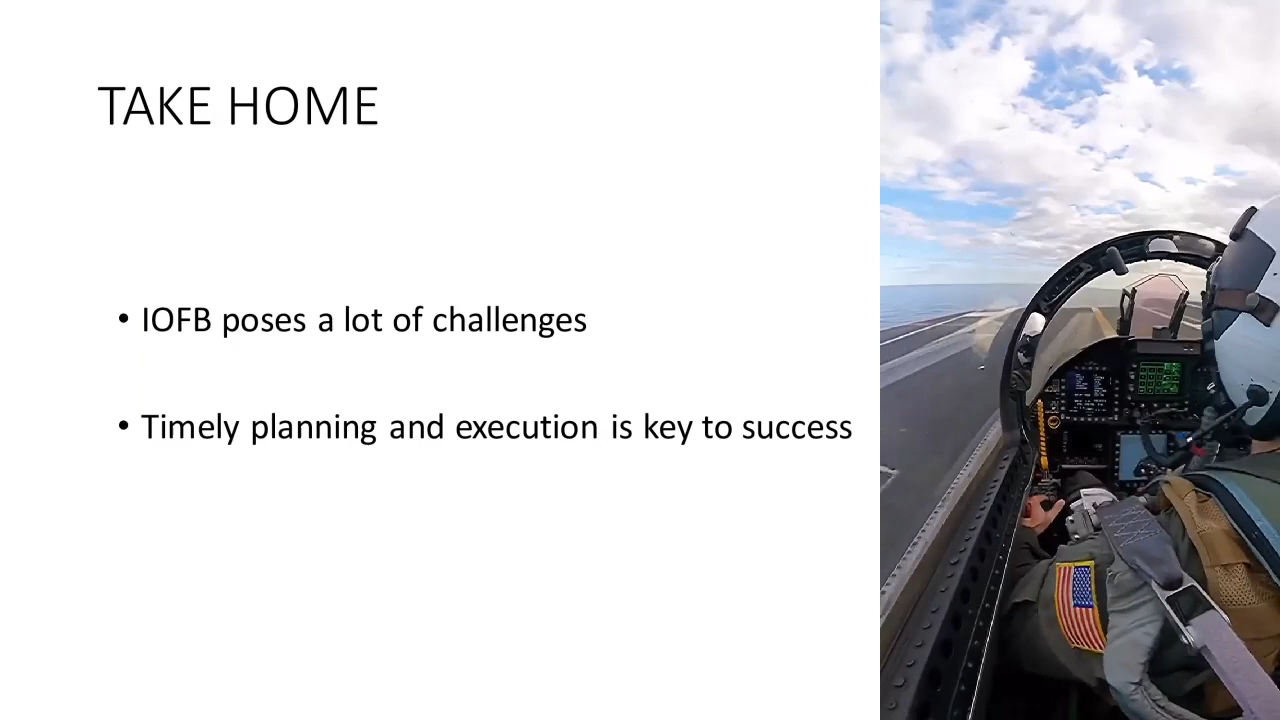 TAKE HOME
• IOFB poses a lot of challenges
• Timely planning and execution is key to success